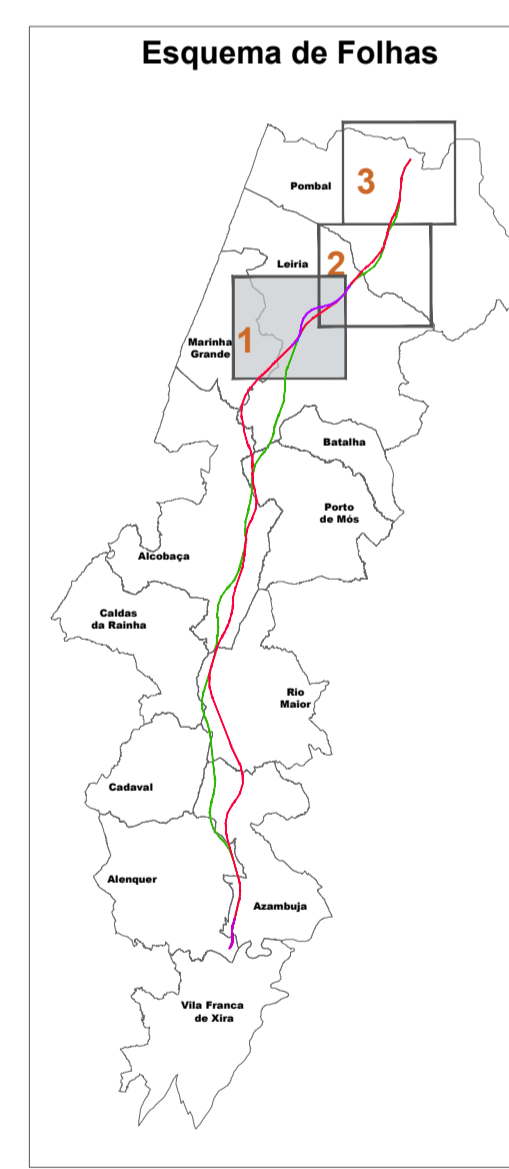 Esquema de Folhas
3
Pombal
2
Leiria
1
Marinha
Grande
Batalha
Porto
de Mós
Alcobaça
Caldas
da Rainha
Rio
Maior
Cadaval
Alenquer
Azambuja
Vila Franca
de Xira